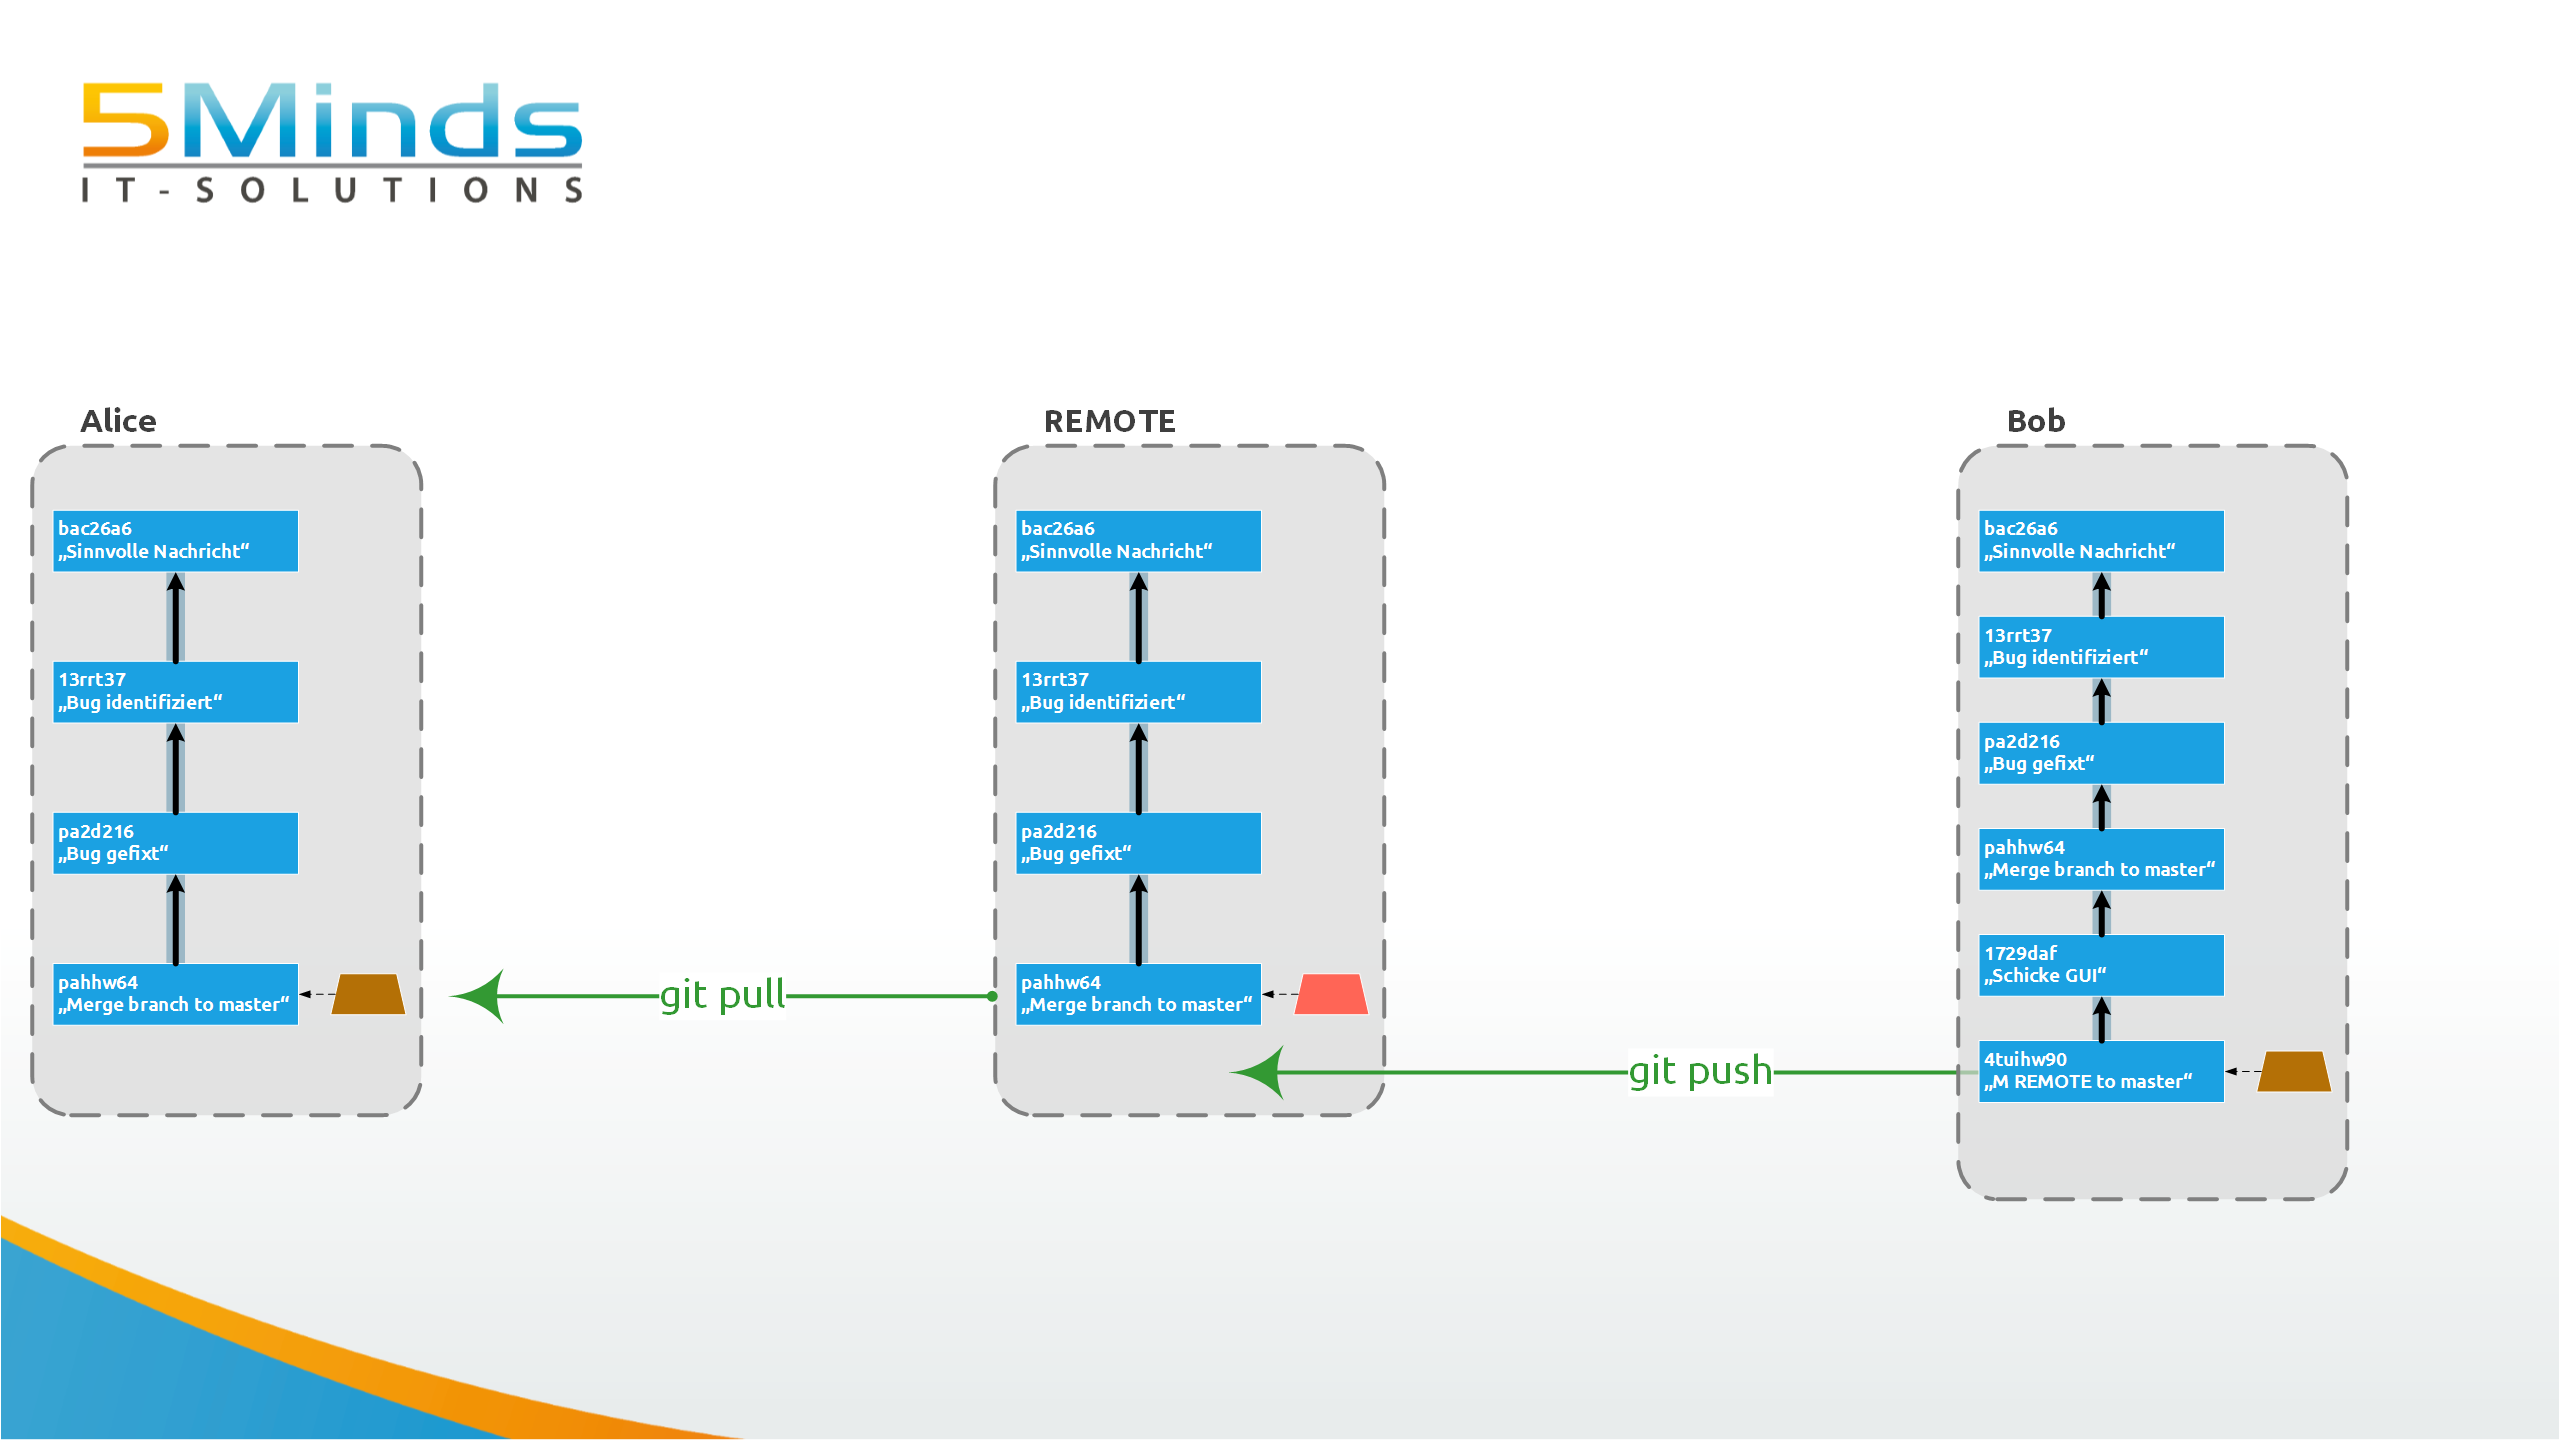 5Minds
IT-SOLUTIONS
Alice
bac26a6
„Sinnvolle Nachricht“
13rrt37
„Bug identifiziert“
pa2d216
„Bug gefixt“
pahhw64
„Merge branch to master“
git pull
REMOTE
bac26a6
„Sinnvolle Nachricht“
13rrt37
„Bug identifiziert“
pa2d216
„Bug gefixt“
pahhw64
„Merge branch to master“
git push
Bob
bac26a6
„Sinnvolle Nachricht“
13rrt37
„Bug identifiziert“
pa2d216
„Bug gefixt“
pahhw64
„Merge branch to master“
1729daf
„Schicke GUI“
4tuihw90
„M REMOTE to master“